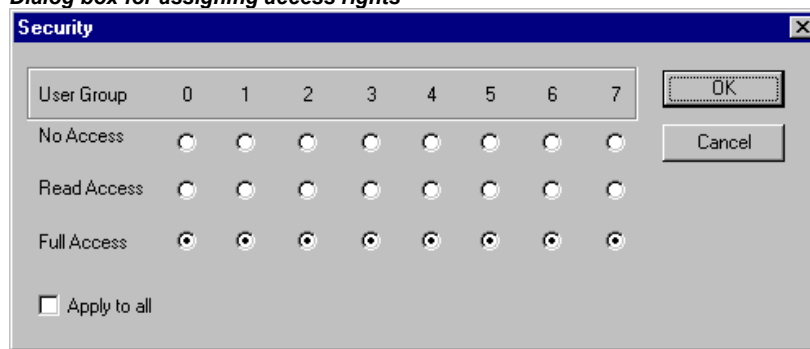 Dialog box for assigning access rights
Security
User Group 0 1 2 3 4 5 6 7
OK
No Access
Cancel
Read Access
Full Access
Apply to all